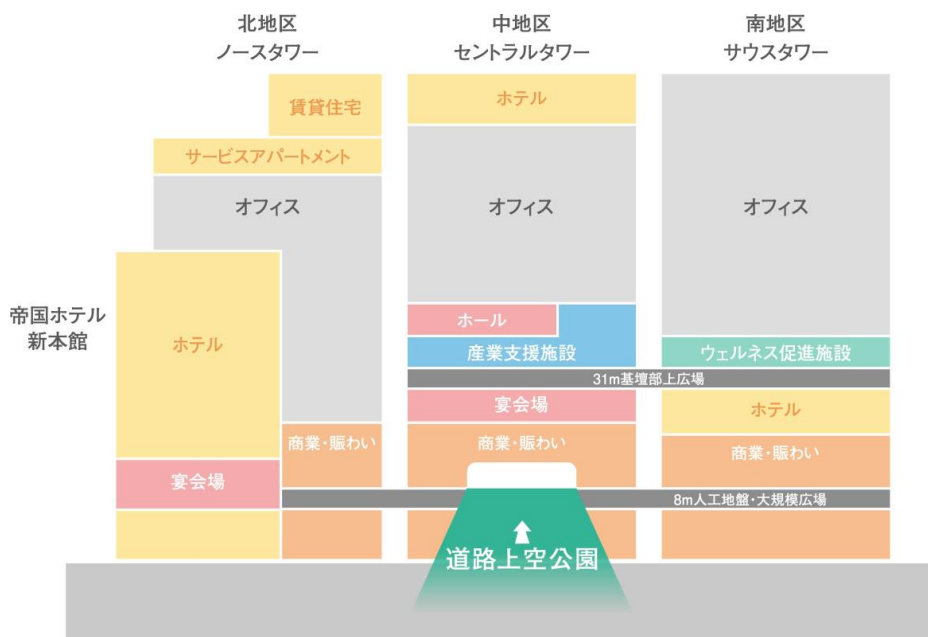 北地区
ノースタワー
中地区
セントラルタワー
南地区
サウスタワー
賃貸住宅
サービスアパートメント
オフィス
帝国ホテル
新本館
ホテル
宴会場
商業・賑わい
ホテル
オフィス
ホール
産業支援施設
宴会場
商業・賑わい
オフィス
ウェルネス促進施設
31m基壇部上広場
ホテル
商業・賑わい
8m人工地盤・大規模広場
道路上空公園